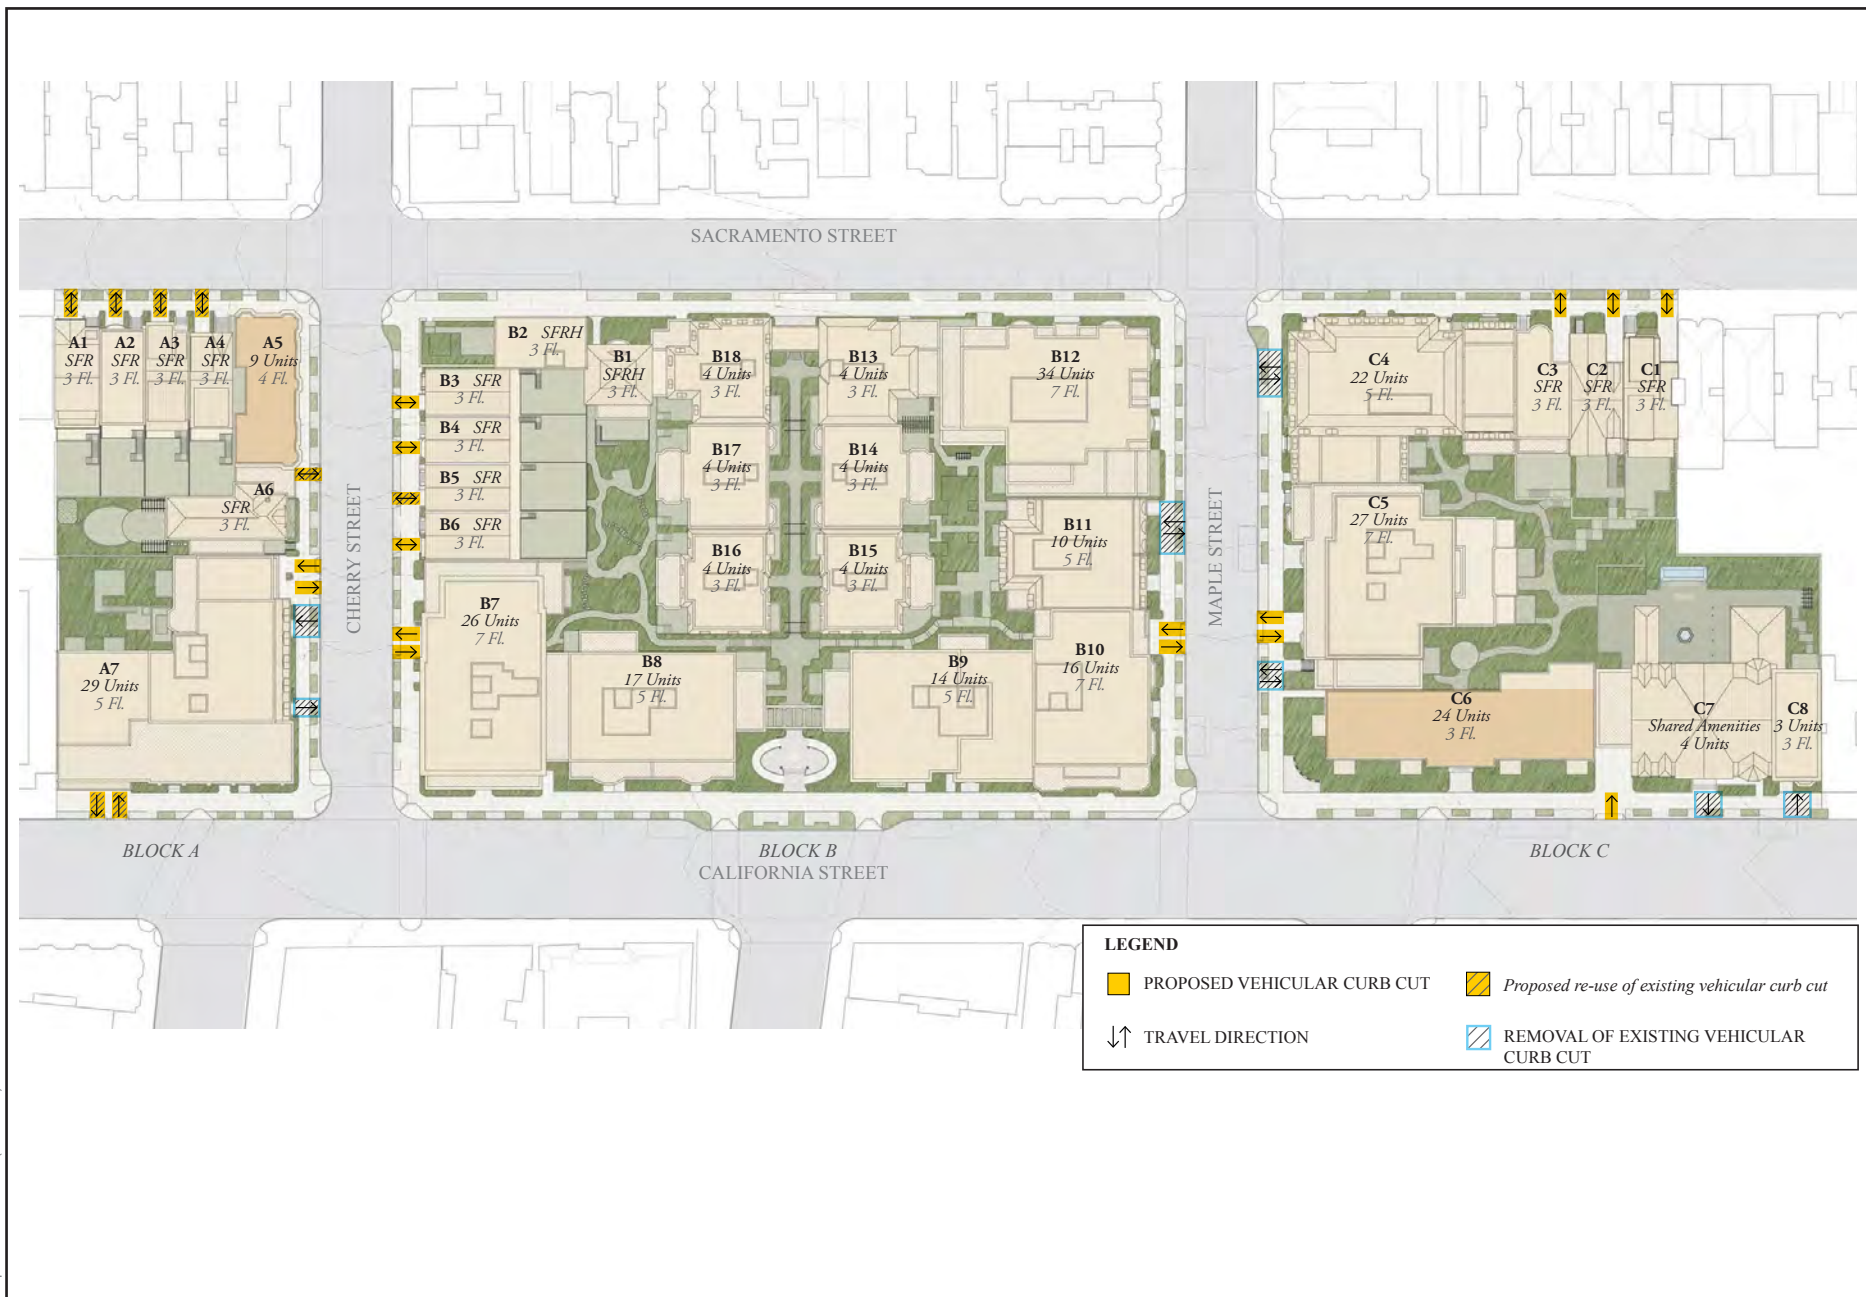 SACRAMENTO STREET
CHERRY STREET
MAPLE STREET
A1
SFR
3 Fl.
A2
SFR
3 Fl.
A3
SFR
3 Fl.
A4
SFR
3 Fl.
A5
9 Units
4 Fl.
A6
SFR
3 Fl.
A7
29 Units
5 Fl.
B2 SFRH
3 Fl.
B1
SFRH
3 Fl.
B3 SFR
3 Fl.
B4 SFR
3 Fl.
B5 SFR
3 Fl.
B6 SFR
3 Fl.
B7
26 Units
7 Fl.
B8
17 Units
5 Fl.
B18
4 Units
3 Fl.
B17
4 Units
3 Fl.
B16
4 Units
3 Fl.
B13
4 Units
3 Fl.
B14
4 Units
3 Fl.
B15
4 Units
3 Fl.
B9
14 Units
5 Fl.
B12
34 Units
7 Fl.
B11
10 Units
5 Fl.
B10
16 Units
7 Fl.
C4
22 Units
5 Fl.
C3
SFR
3 Fl.
C2
SFR
3 Fl.
C1
SFR
3 Fl.
C5
27 Units
7 Fl.
C6
24 Units
3 Fl.
C7
Shared Amenities
4 Units
C8
3 Units
3 Fl.
BLOCK A
BLOCK B
BLOCK C
CALIFORNIA STREET
LEGEND
PROPOSED VEHICULAR CURB CUT
Proposed re-use of existing vehicular curb cut
TRAVEL DIRECTION
REMOVAL OF EXISTING VEHICULAR
CURB CUT